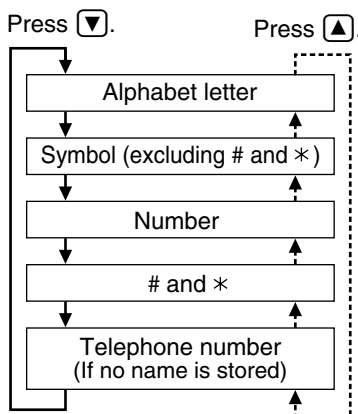 Press [▼]. Press [▲].
Alphabet letter
Symbol (excluding # and ✳)
Number
# and ✳
Telephone number
(If no name is stored)